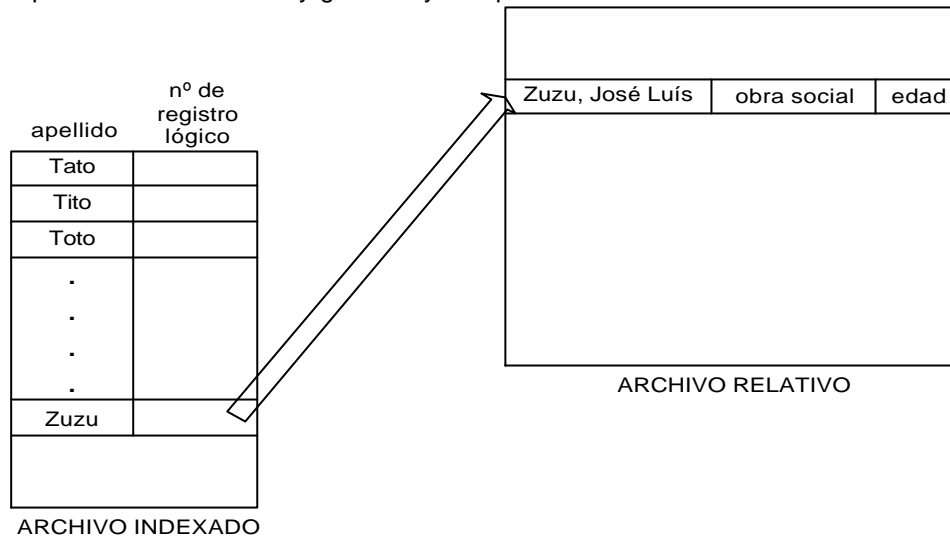 nº de
registro
lógico
apellido
Tato
Tito
Toto
.
.
.
.
Zuzu
ARCHIVO INDEXADO
Zuzu, José Luís obra social edad
ARCHIVO RELATIVO